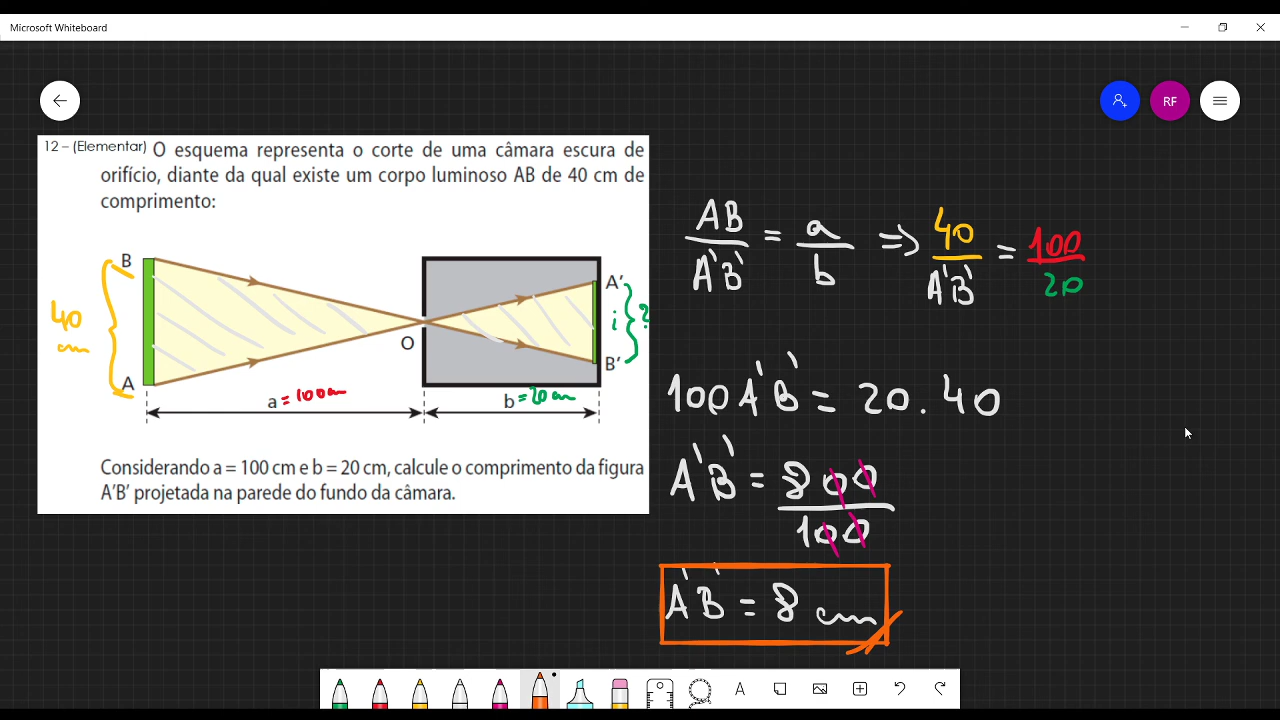 Microsoft Whiteboard
RF
12 – (Elementar) O esquema representa o corte de uma câmara escura de
orifício, diante da qual existe um corpo luminoso AB de 40 cm de
comprimento:
B
A'
40
cm
i
?
O
A
B'
a = 100 cm
b = 20 cm
Considerando a = 100 cm e b = 20 cm, calcule o comprimento da figura
A'B' projetada na parede do fundo da câmara.
AB/A'B' = a/b => 40/A'B' = 100/20
100 A'B' = 20 . 40
A'B' = 800/100
A'B' = 8 cm
A